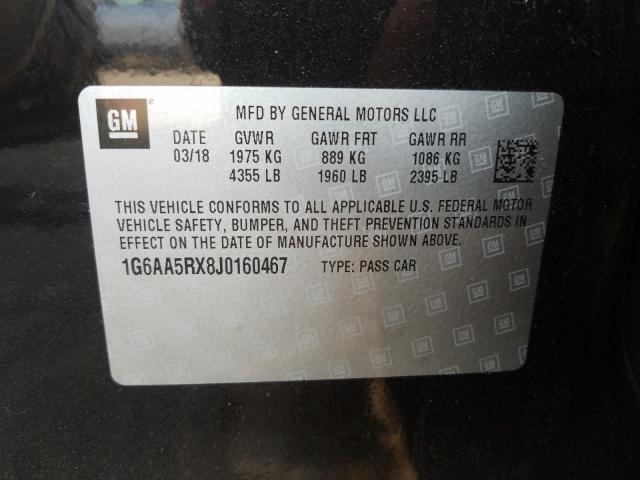 GM ®
MFD BY GENERAL MOTORS LLC
DATE GVWR GAWR FRT GAWR RR
03/18 1975 KG 889 KG 1086 KG
4355 LB 1960 LB 2395 LB
THIS VEHICLE CONFORMS TO ALL APPLICABLE U.S. FEDERAL MOTOR
VEHICLE SAFETY, BUMPER, AND THEFT PREVENTION STANDARDS IN
EFFECT ON THE DATE OF MANUFACTURE SHOWN ABOVE.
1G6AA5RX8J0160467 TYPE: PASS CAR